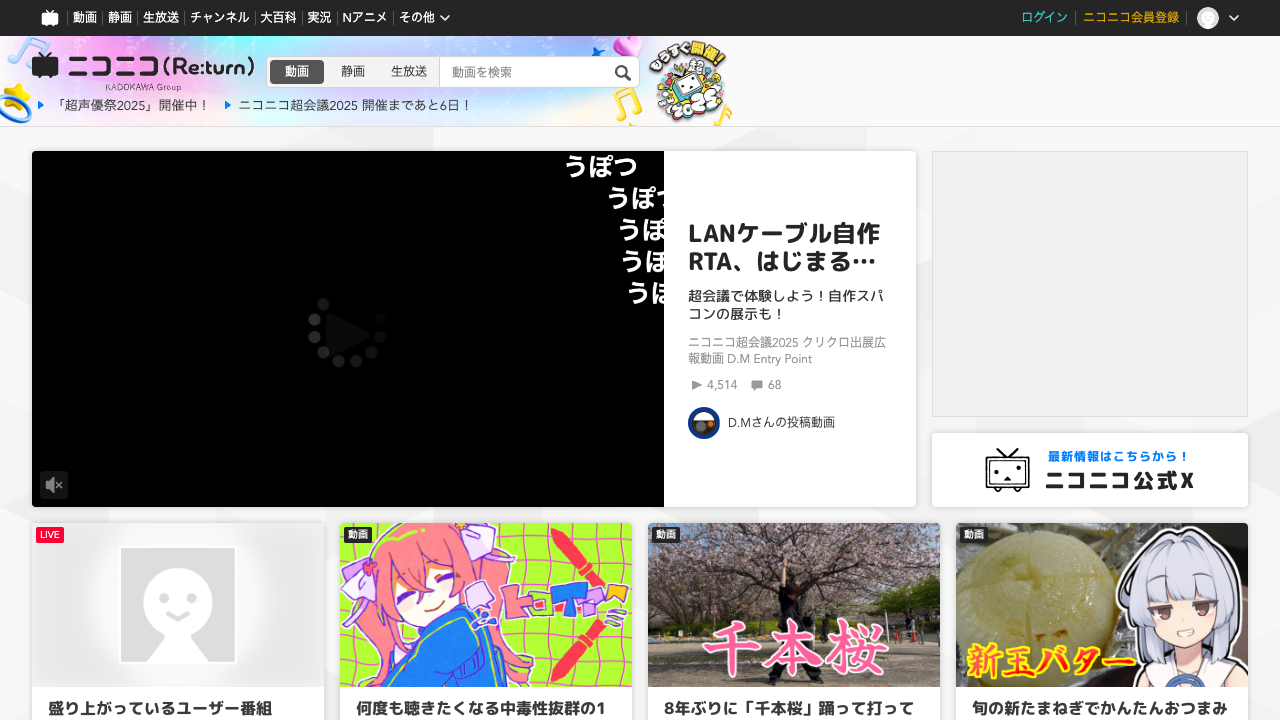 動画 静画 生放送 チャンネル 大百科 実況 Nアニメ その他 ログイン ニコニコ会員登録
ニコニコ(Re:turn)
KADOKAWA Group
動画 静画 生放送 動画を検索
もうすぐ開催!
超
2025
「超声優祭2025」開催中！ ニコニコ超会議2025 開催まであと6日！
うぽつ
うぽつ
うぽ
うぽ
うぽ
LANケーブル自作
RTA、はじまる…
超会議で体験しよう！自作スパ
コンの展示も！
ニコニコ超会議2025 クリクロ出展広
報動画 D.M Entry Point
4,514 68
D.Mさんの投稿動画
最新情報はこちらから！
ニコニコ公式X
LIVE
盛り上がっているユーザー番組
動画
何度も聴きたくなる中毒性抜群の1
動画
千本桜
8年ぶりに「千本桜」踊って打って
動画
新玉バター
旬の新たまねぎでかんたんおつまみ